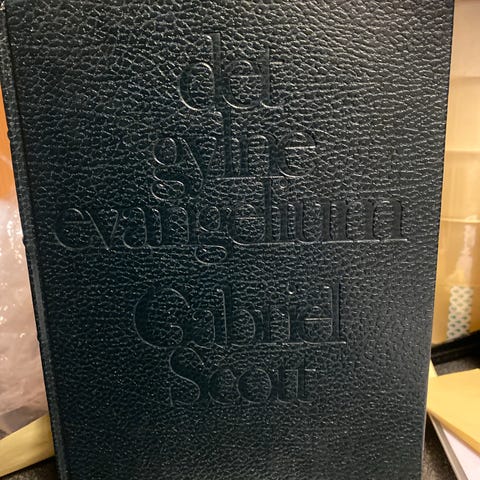 det
gylne
evangelium
Gabriel
Scott